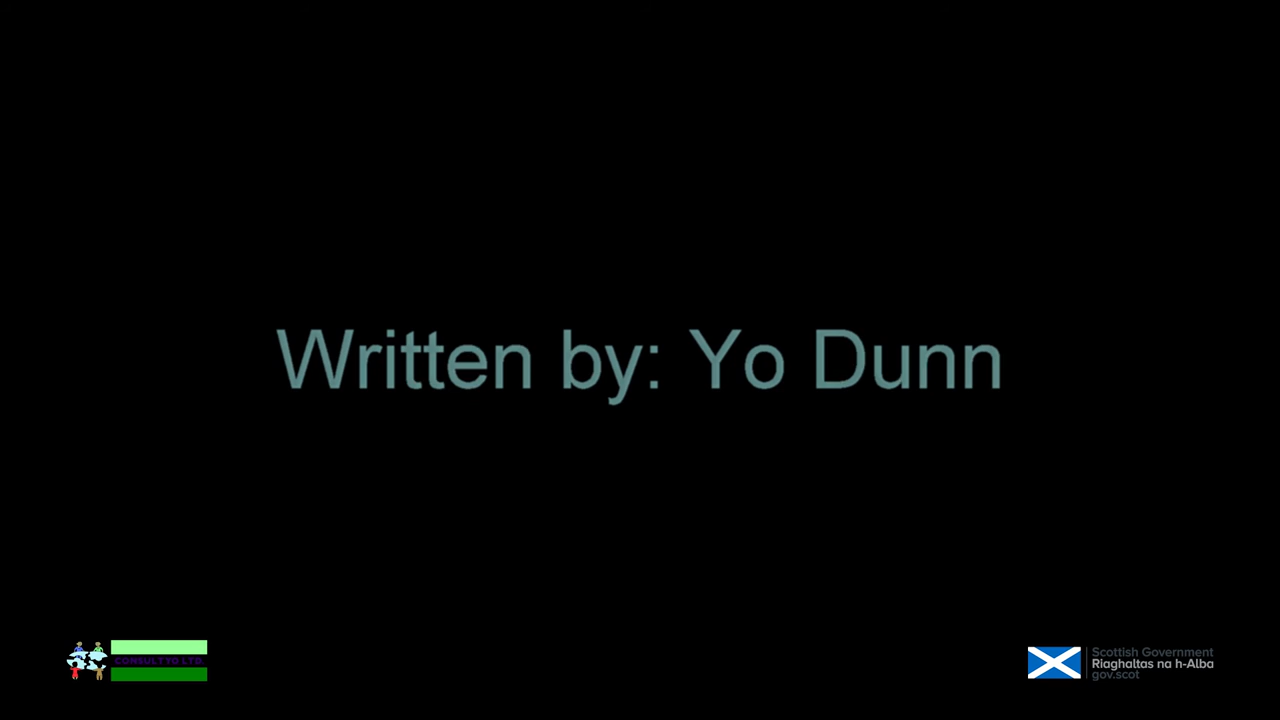 Written by: Yo Dunn
CONSULTYO LTD.
Scottish Government
Riaghaltas na h-Alba
gov.scot